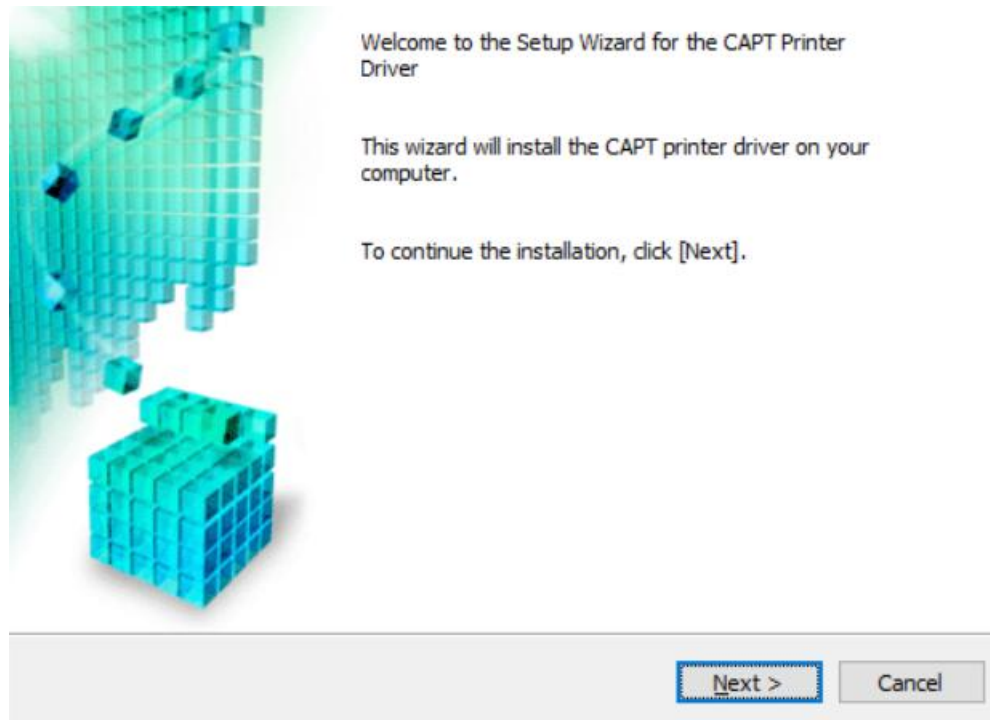 Welcome to the Setup Wizard for the CAPT Printer
Driver
This wizard will install the CAPT printer driver on your
computer.
To continue the installation, click [Next].
Next >
Cancel